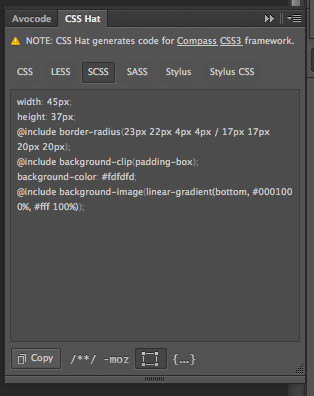 Avocode CSS Hat
NOTE: CSS Hat generates code for Compass CSS3 framework.
CSS LESS SCSS SASS Stylus Stylus CSS
width: 45px;
height: 37px;
@include border-radius(23px 22px 4px 4px / 17px 17px
20px 20px);
@include background-clip(padding-box);
background-color: #fdfdfd;
@include background-image(linear-gradient(bottom, #000100
0%, #fff 100%));
Copy /**/ -moz {...}